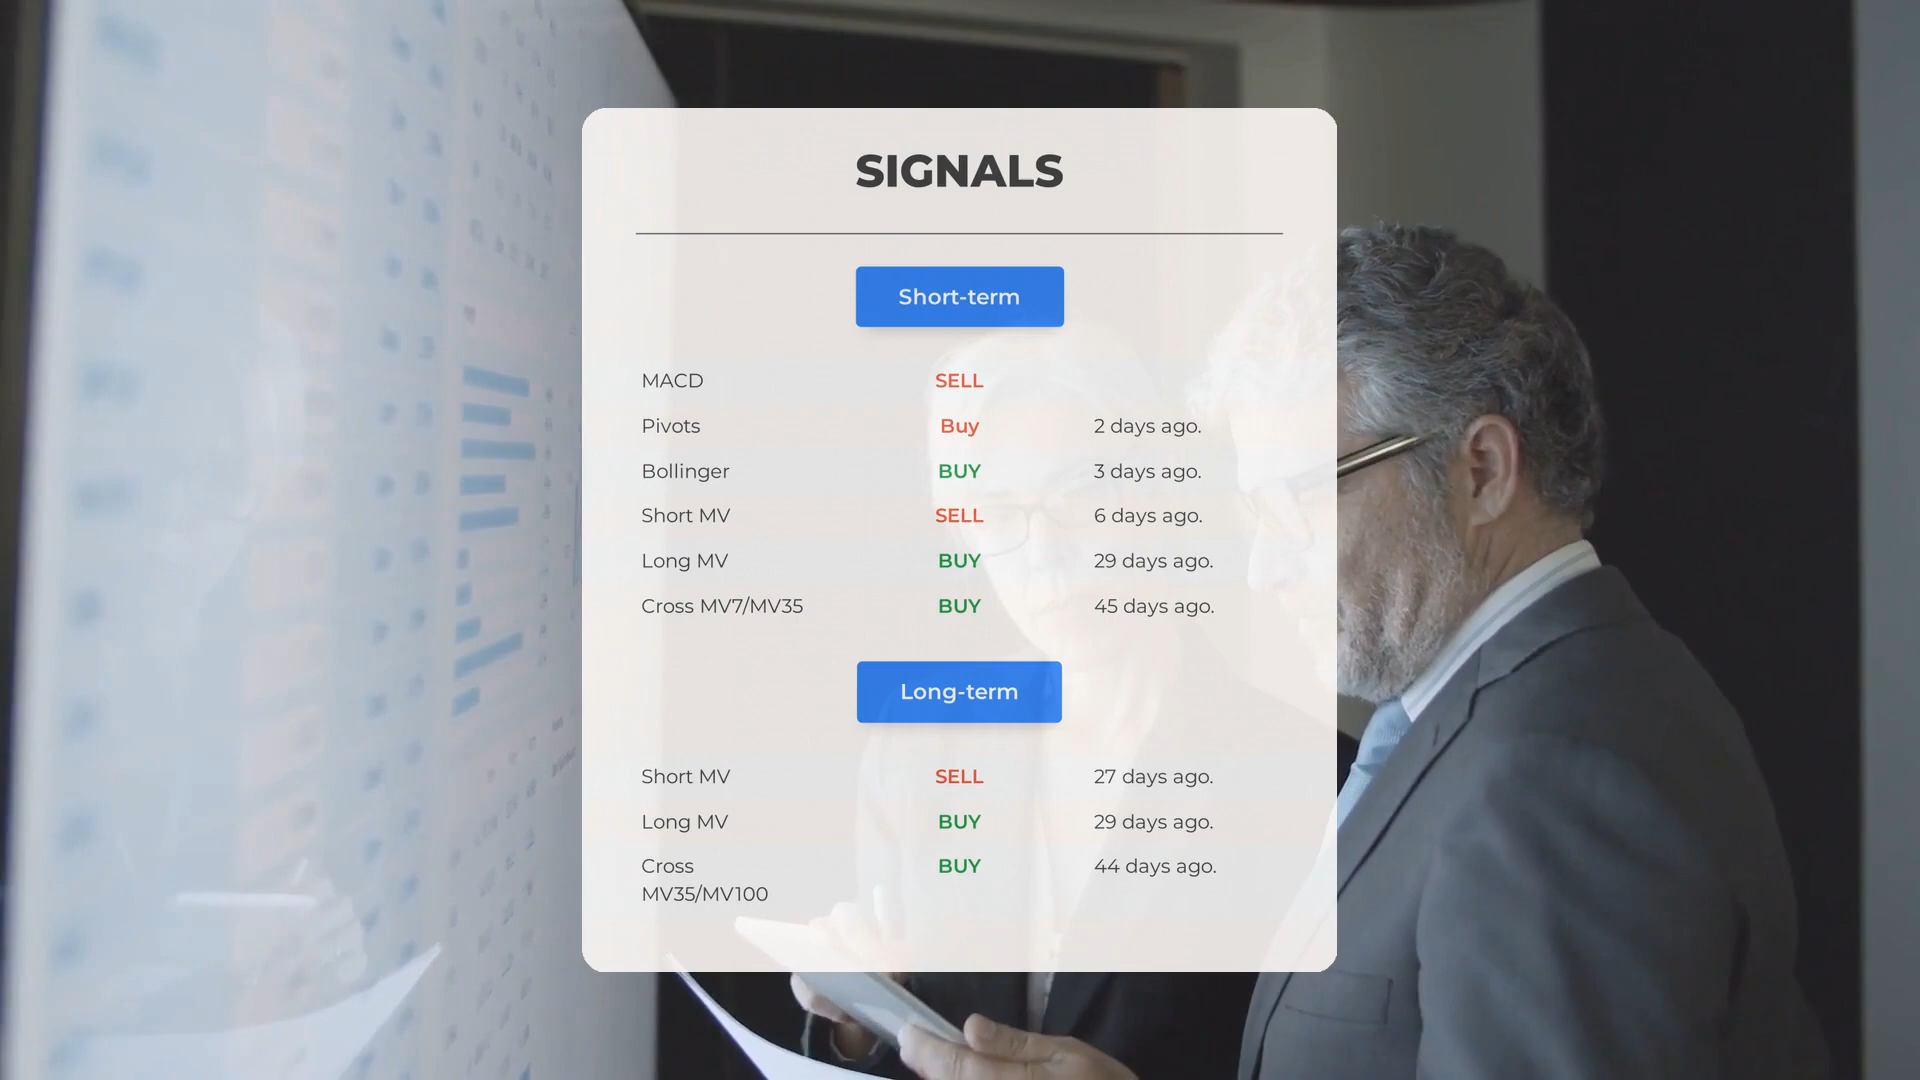 SIGNALS
Short-term
MACD SELL
Pivots Buy 2 days ago.
Bollinger BUY 3 days ago.
Short MV SELL 6 days ago.
Long MV BUY 29 days ago.
Cross MV7/MV35 BUY 45 days ago.
Long-term
Short MV SELL 27 days ago.
Long MV BUY 29 days ago.
Cross BUY 44 days ago.
MV35/MV100